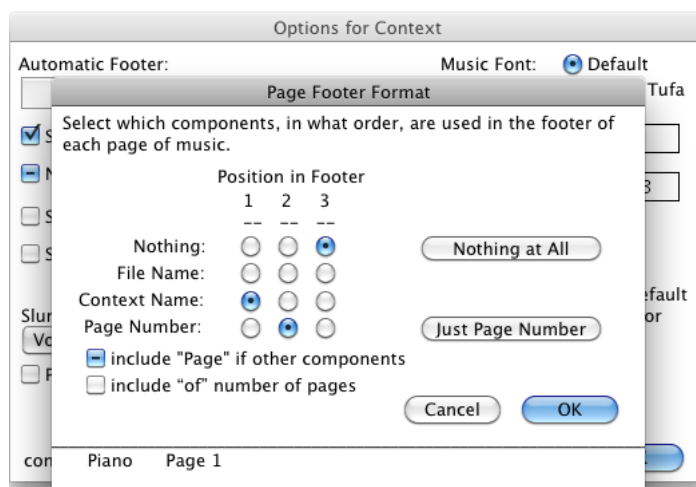 Options for Context
Automatic Footer:
Music Font: Default
Tufa
Page Footer Format
Select which components, in what order, are used in the footer of
each page of music.
Position in Footer
1 2 3
-- -- --
Nothing:
Nothing at All
File Name:
Context Name:
Page Number:
Just Page Number
include "Page" if other components
include “of” number of pages
Cancel OK
Piano Page 1
S
N
3
S
S
Slur
or
F